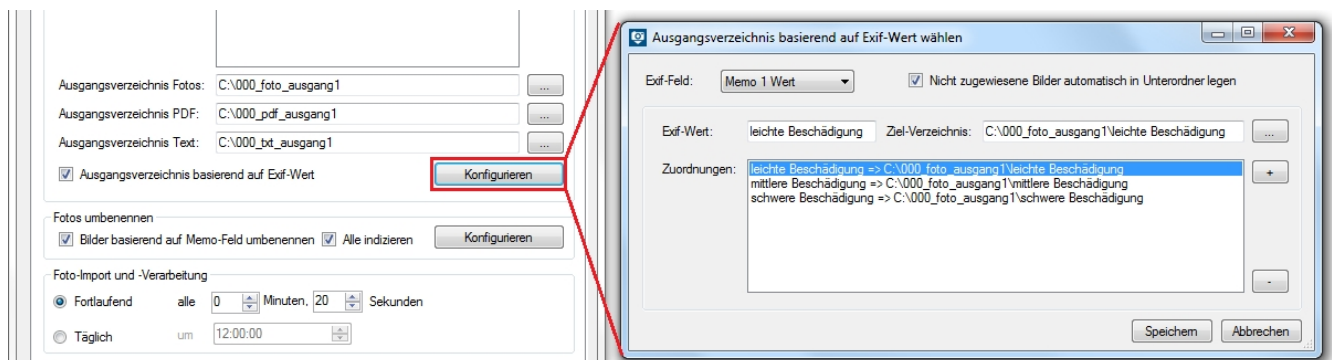 Ausgangsverzeichnis Fotos: C:\000_foto_ausgang1 ...
Ausgangsverzeichnis PDF: C:\000_pdf_ausgang1 ...
Ausgangsverzeichnis Text: C:\000_txt_ausgang1 ...
Ausgangsverzeichnis basierend auf Exif-Wert Konfigurieren
Fotos umbenennen
Bilder basierend auf Memo-Feld umbenennen Alle indizieren Konfigurieren
Foto-Import und -Verarbeitung
Fortlaufend alle 0 Minuten, 20 Sekunden
Täglich um 12:00:00
Ausgangsverzeichnis basierend auf Exif-Wert wählen
Exif-Feld: Memo 1 Wert Nicht zugewiesene Bilder automatisch in Unterordner legen
Exif-Wert: leichte Beschädigung Ziel-Verzeichnis: C:\000_foto_ausgang1\leichte Beschädigung ...
Zuordnungen: leichte Beschädigung => C:\000_foto_ausgang1\leichte Beschädigung +
mittlere Beschädigung => C:\000_foto_ausgang1\mittlere Beschädigung
schwere Beschädigung => C:\000_foto_ausgang1\schwere Beschädigung
-
Speichern Abbrechen